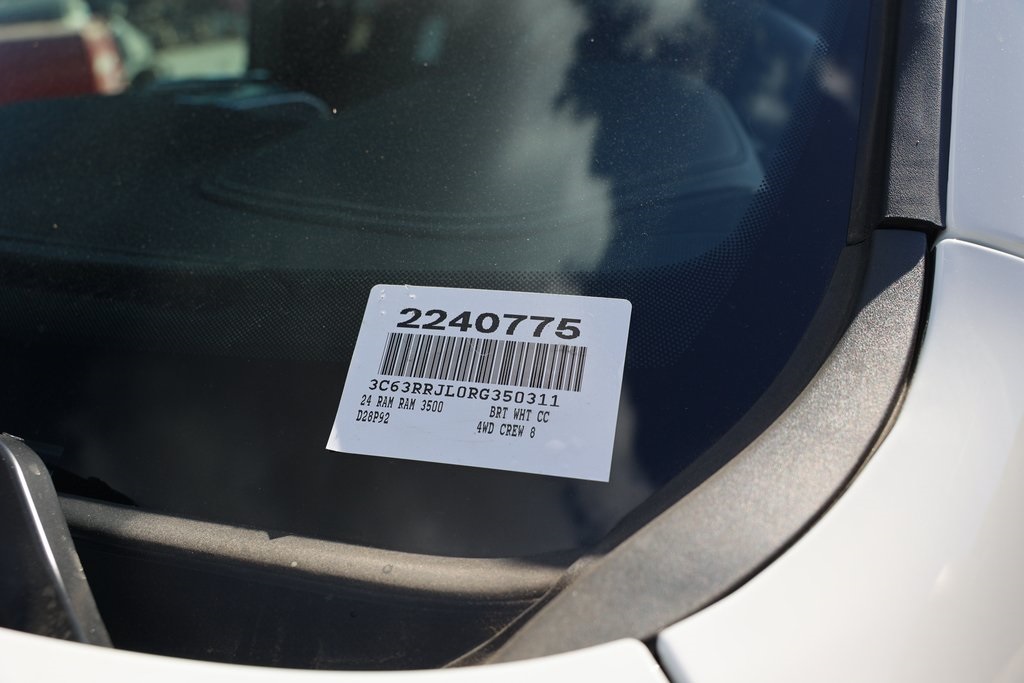 2240775
3C63RRJL0RG350311
24 RAM RAM 3500 BRT WHT CC
D28P92 4WD CREW 8